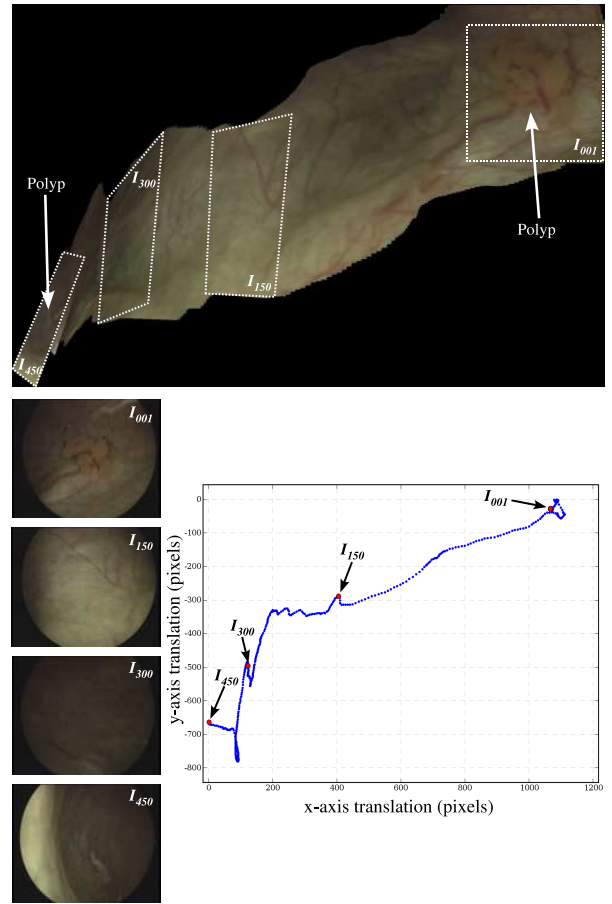 Polyp
I300
I001
Polyp
I150
I450
I001
I150
I300
I450
y-axis translation (pixels)
0
-100
-200
-300
-400
-500
-600
-700
-800
I001
I150
I300
I450
0 200 400 600 800 1000 1200
x-axis translation (pixels)